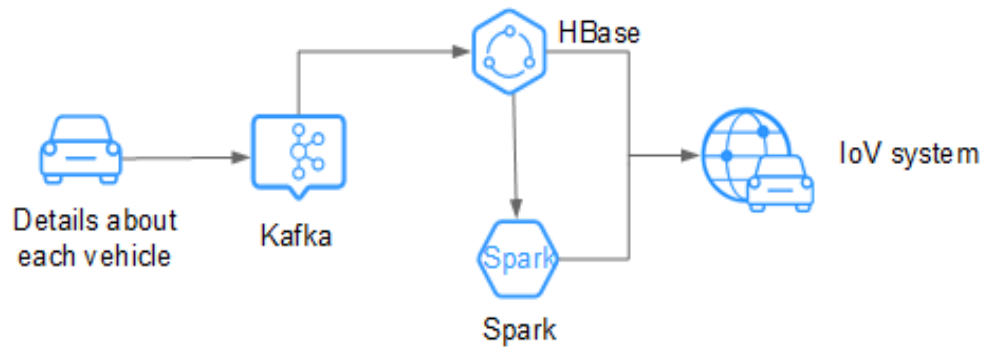 HBase
IoV system
Details about
each vehicle
Kafka
Spark
Spark